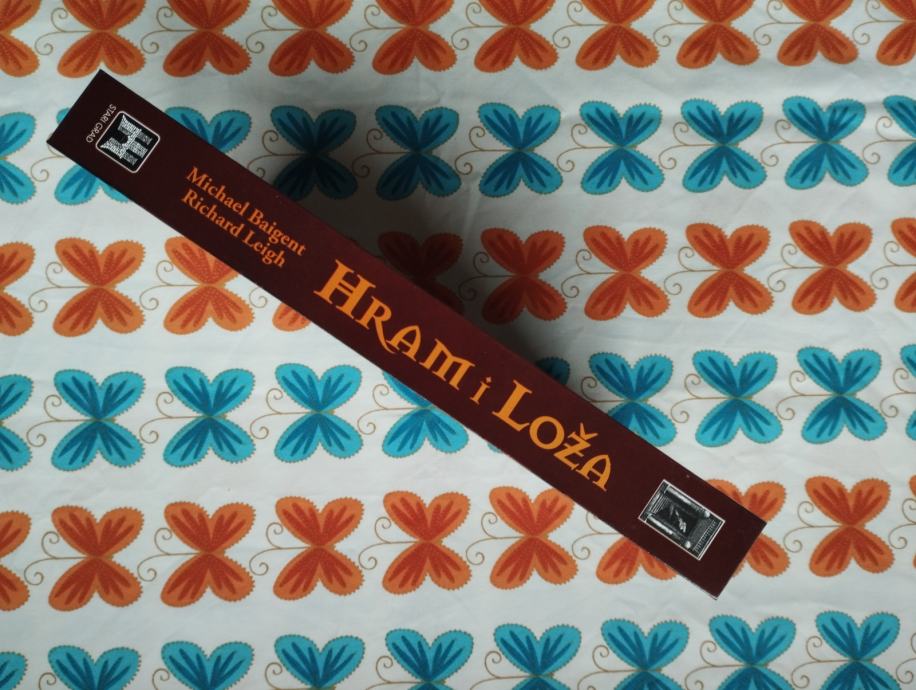 STARI GRAD
Michael Baigent
Richard Leigh
HRAM i LOŽA